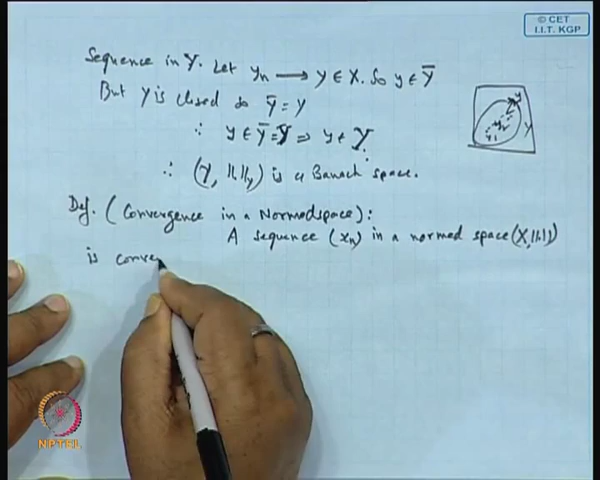 © CET
I.I.T. KGP
Sequence in Y. Let yn ⟶ y ∈ X. So y ∈ Y̅
But Y is closed so Y̅ = Y
∴ y ∈ Y̅ = Y ⇒ y ∈ Y.
∴ (Y, ||.||Y) is a Banach space.
Def. (Convergence in a Normed space):
A sequence (xn) in a normed space (X, ||.||)
is conve
NPTEL